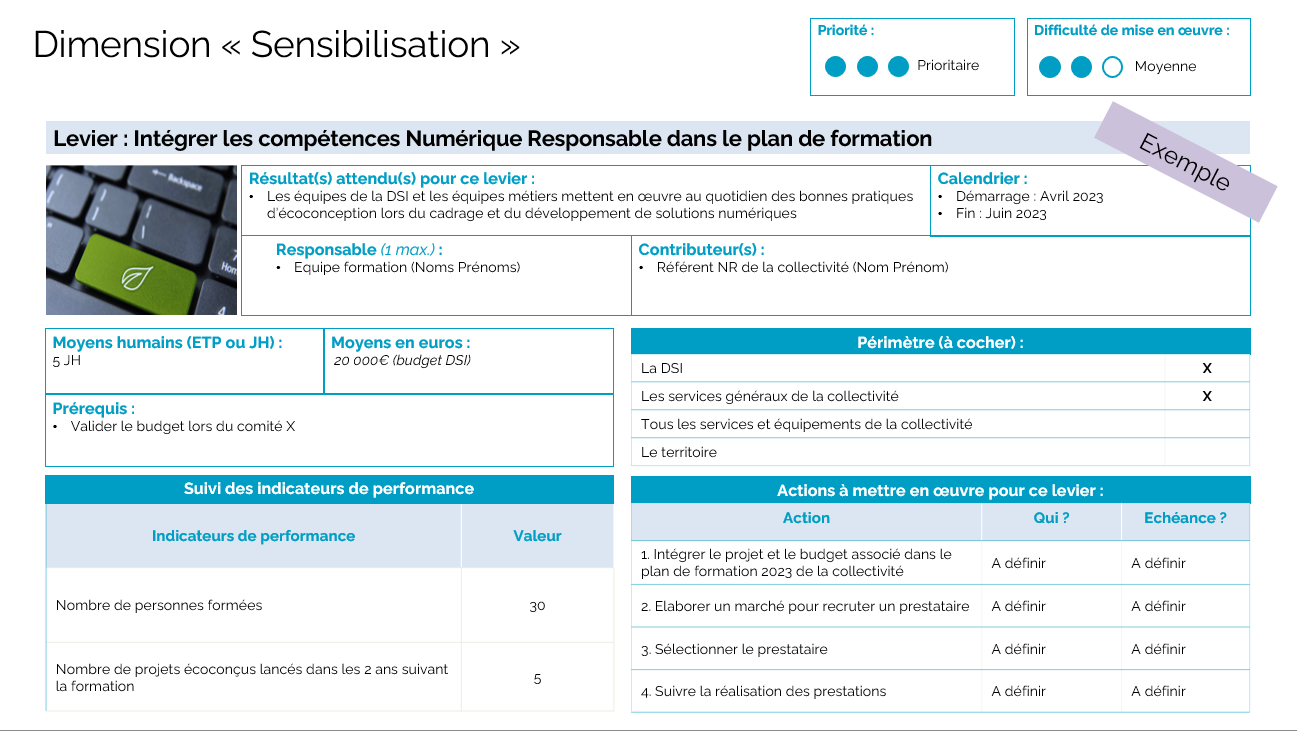 Dimension « Sensibilisation »
Priorité :
Prioritaire
Difficulté de mise en œuvre :
Moyenne
Levier : Intégrer les compétences Numérique Responsable dans le plan de formation
Exemple
Backspace
Home
4
Résultat(s) attendu(s) pour ce levier :
• Les équipes de la DSI et les équipes métiers mettent en œuvre au quotidien des bonnes pratiques
d'écoconception lors du cadrage et du développement de solutions numériques
Calendrier :
• Démarrage : Avril 2023
• Fin : Juin 2023
Responsable (1 max.) :
• Equipe formation (Noms Prénoms)
Contributeur(s) :
• Référent NR de la collectivité (Nom Prénom)
Moyens humains (ETP ou JH) :
5 JH
Moyens en euros :
20 000€ (budget DSI)
Prérequis :
• Valider le budget lors du comité X
Périmètre (à cocher) :
La DSI X
Les services généraux de la collectivité X
Tous les services et équipements de la collectivité
Le territoire
Suivi des indicateurs de performance
Indicateurs de performance Valeur
Nombre de personnes formées 30
Nombre de projets écoconçus lancés dans les 2 ans suivant
la formation 5
Actions à mettre en œuvre pour ce levier :
Action Qui ? Echéance ?
1. Intégrer le projet et le budget associé dans le
plan de formation 2023 de la collectivité A définir A définir
2. Elaborer un marché pour recruter un prestataire A définir A définir
3. Sélectionner le prestataire A définir A définir
4. Suivre la réalisation des prestations A définir A définir